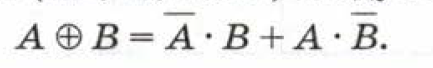 A ⊕ B = A̅ · B + A · B̅.